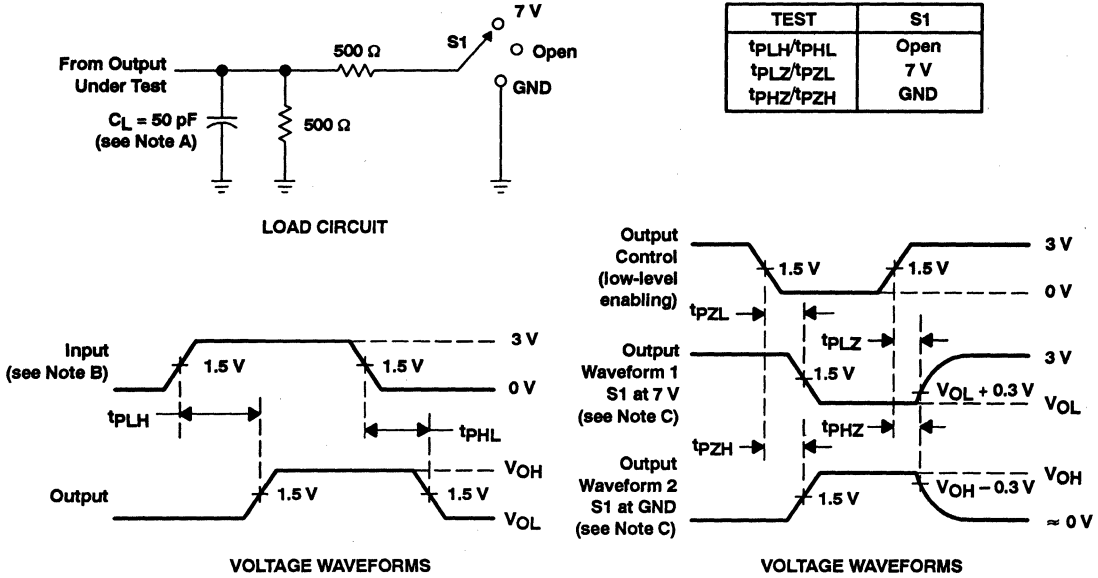 7 V
S1
Open
GND
500 Ω
From Output
Under Test
CL = 50 pF
(see Note A)
500 Ω
LOAD CIRCUIT
TEST S1
tPLH/tPHL Open
tPLZ/tPZL 7 V
tPHZ/tPZH GND
Input
(see Note B)
1.5 V
1.5 V
3 V
0 V
tPLH
tPHL
Output
1.5 V
1.5 V
VOH
VOL
VOLTAGE WAVEFORMS
Output
Control
(low-level
enabling)
1.5 V
1.5 V
3 V
0 V
tPZL
tPLZ
Output
Waveform 1
S1 at 7 V
(see Note C)
1.5 V
3 V
VOL + 0.3 V
VOL
tPZH
tPHZ
Output
Waveform 2
S1 at GND
(see Note C)
1.5 V
VOH
VOH – 0.3 V
≈ 0 V
VOLTAGE WAVEFORMS